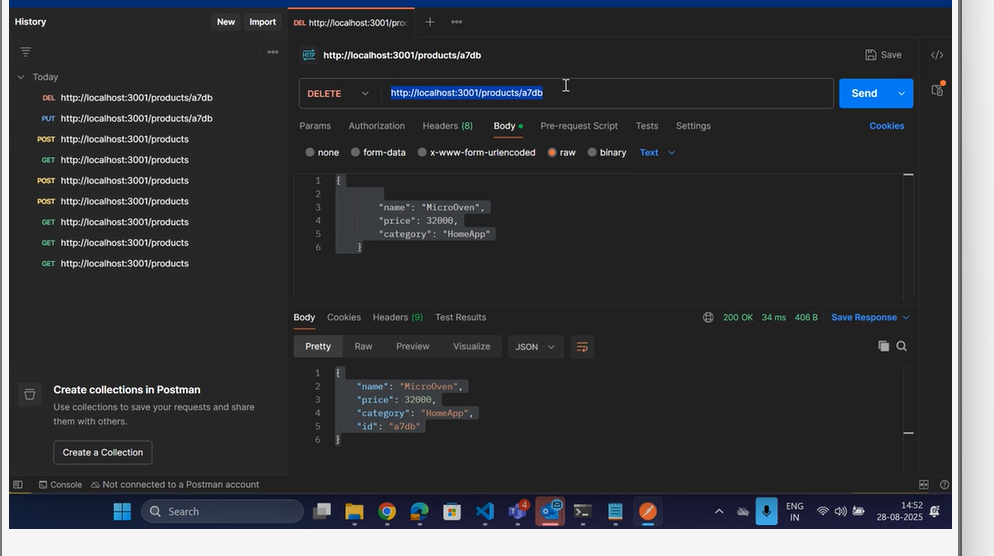 History
New
Import
DEL http://localhost:3001/proc
http://localhost:3001/products/a7db
Save
Today
DEL http://localhost:3001/products/a7db
PUT http://localhost:3001/products/a7db
POST http://localhost:3001/products
GET http://localhost:3001/products
POST http://localhost:3001/products
POST http://localhost:3001/products
GET http://localhost:3001/products
GET http://localhost:3001/products
GET http://localhost:3001/products
DELETE
http://localhost:3001/products/a7db
Send
Params Authorization Headers (8) Body Pre-request Script Tests Settings Cookies
none form-data x-www-form-urlencoded raw binary Text
1 {
2
3 "name": "MicroOven",
4 "price": 32000,
5 "category": "HomeApp"
6 }
Body Cookies Headers (9) Test Results
200 OK 34 ms 406 B Save Response
Pretty Raw Preview Visualize JSON
1 {
2 "name": "MicroOven",
3 "price": 32000,
4 "category": "HomeApp",
5 "id": "a7db"
6 }
Create collections in Postman
Use collections to save your requests and share
them with others.
Create a Collection
Console Not connected to a Postman account
Search
4
ENG
IN
14:52
28-08-2025